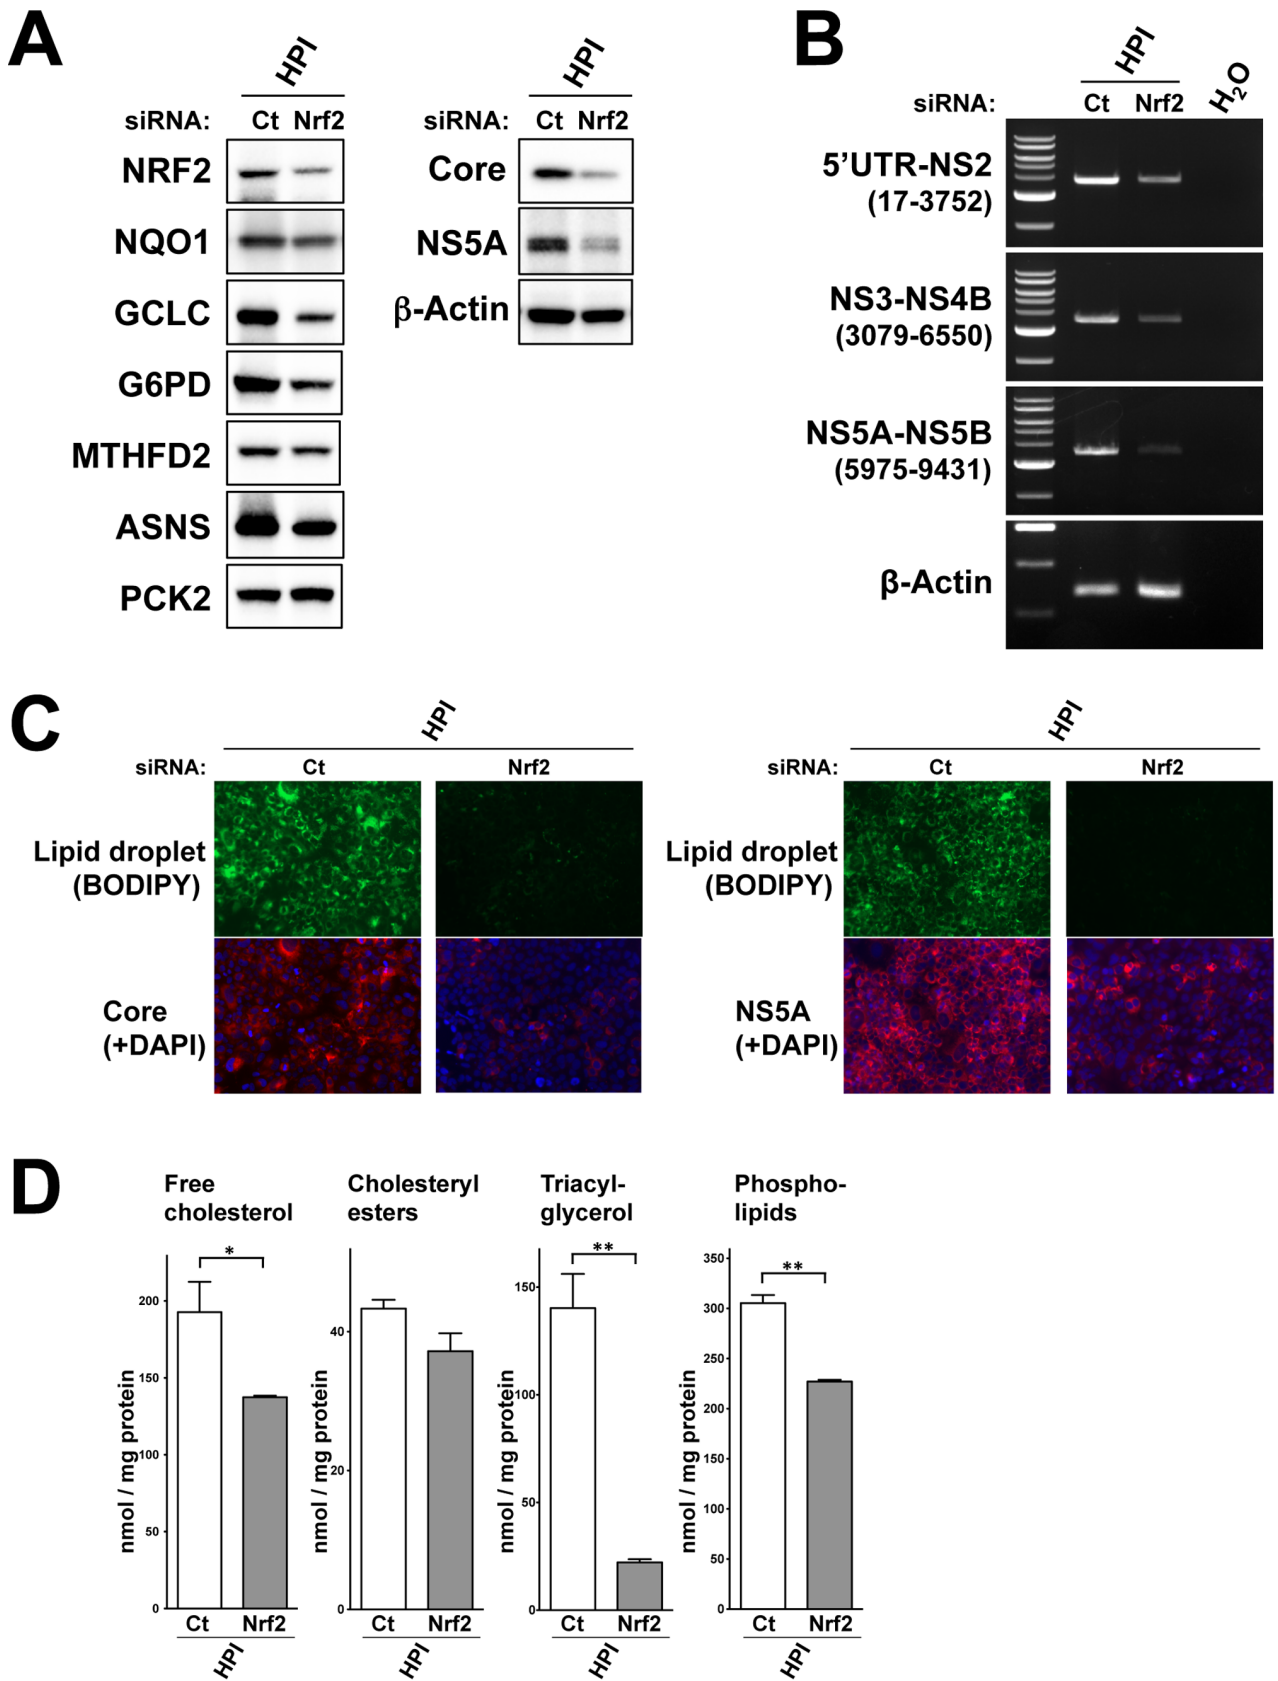 A
HPI
siRNA: Ct Nrf2
NRF2
NQO1
GCLC
G6PD
MTHFD2
ASNS
PCK2
HPI
siRNA: Ct Nrf2
Core
NS5A
β-Actin
B
HPI
siRNA: Ct Nrf2 H₂O
5’UTR-NS2
(17-3752)
NS3-NS4B
(3079-6550)
NS5A-NS5B
(5975-9431)
β-Actin
C
HPI
siRNA: Ct Nrf2
Lipid droplet
(BODIPY)
Core
(+DAPI)
HPI
siRNA: Ct Nrf2
Lipid droplet
(BODIPY)
NS5A
(+DAPI)
D
Free
cholesterol
*
nmol / mg protein
200
150
100
50
0
Ct Nrf2
HPI
Cholesteryl
esters
nmol / mg protein
40
20
0
Ct Nrf2
HPI
Triacyl-
glycerol
**
nmol / mg protein
150
100
50
0
Ct Nrf2
HPI
Phospho-
lipids
**
nmol / mg protein
350
300
250
200
150
100
50
0
Ct Nrf2
HPI